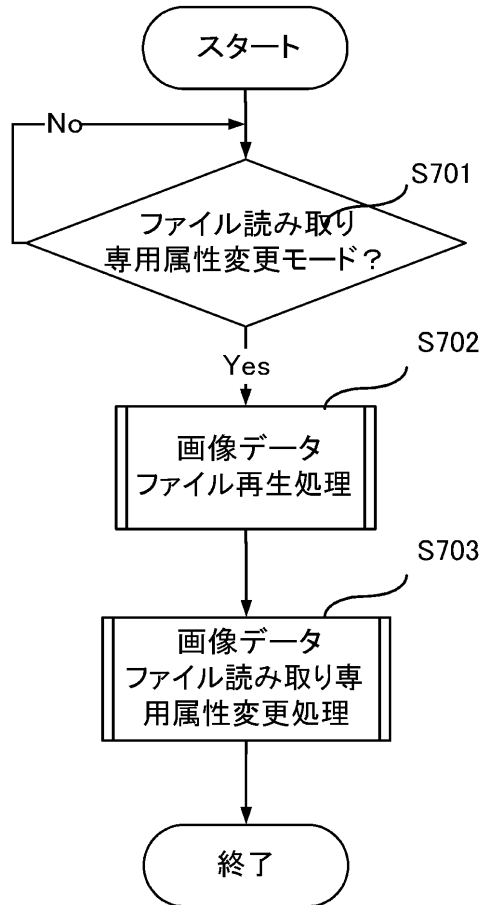 スタート
No
S701
ファイル読み取り
専用属性変更モード？
S702
Yes
画像データ
ファイル再生処理
S703
画像データ
ファイル読み取り専
用属性変更処理
終了